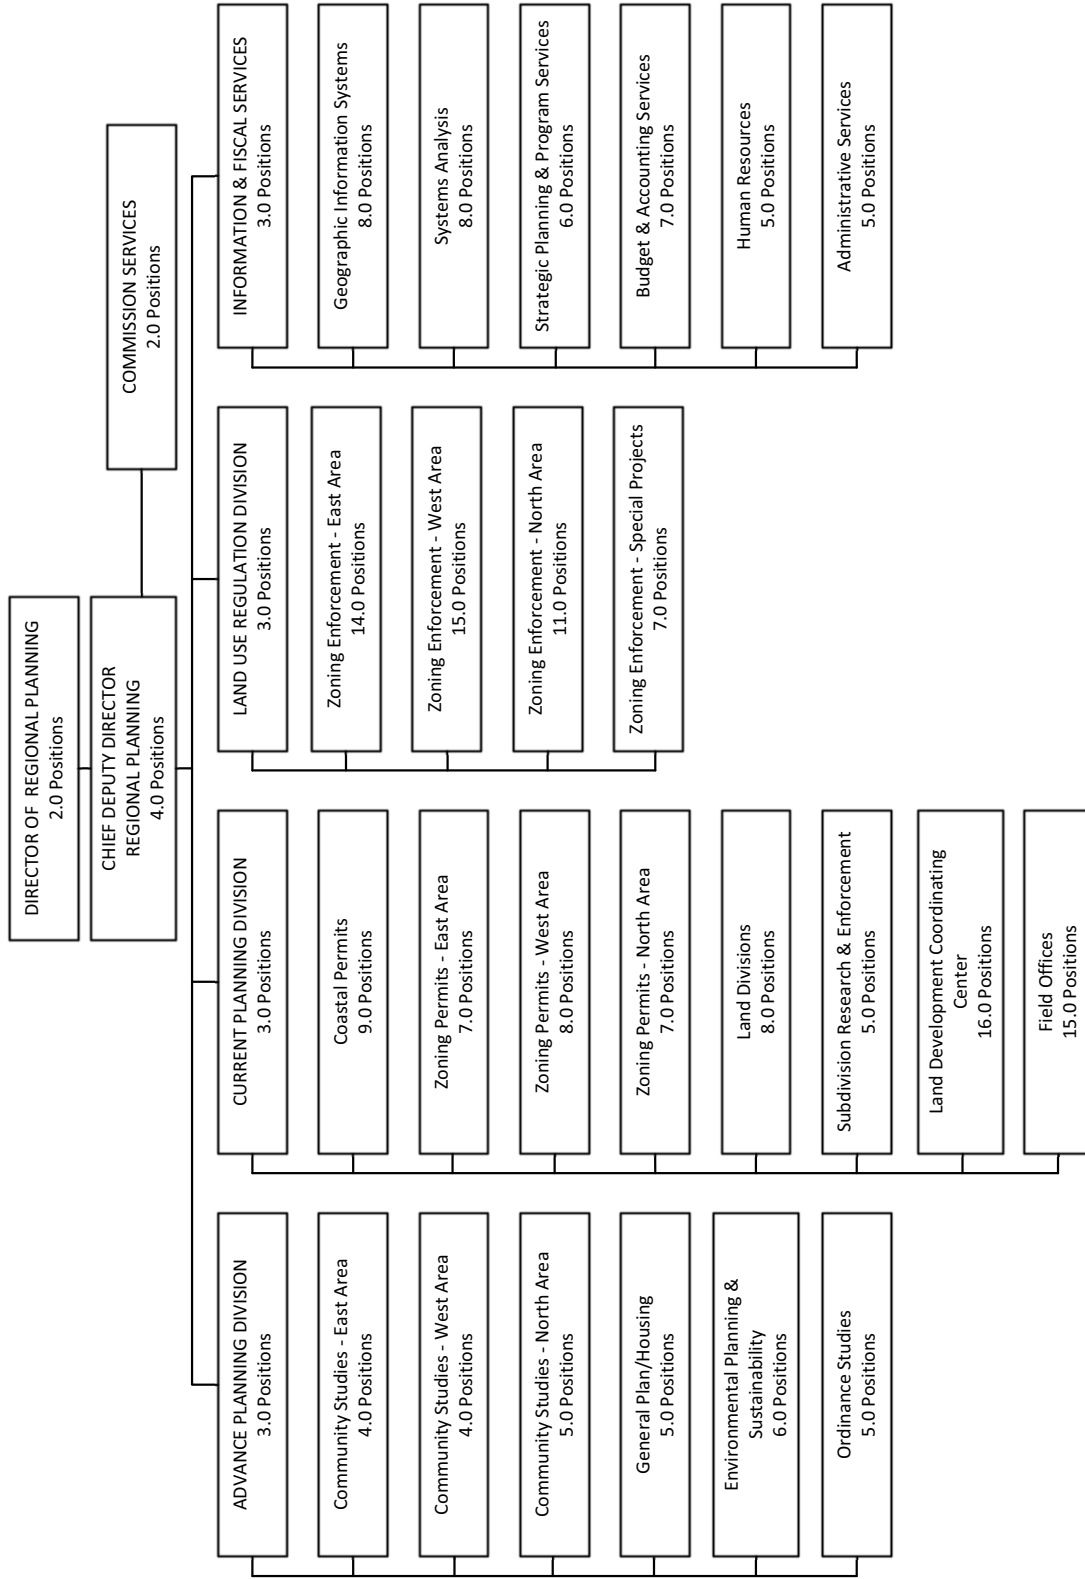 DIRECTOR OF REGIONAL PLANNING
2.0 Positions
CHIEF DEPUTY DIRECTOR
REGIONAL PLANNING
4.0 Positions
COMMISSION SERVICES
2.0 Positions
ADVANCE PLANNING DIVISION
3.0 Positions
Community Studies - East Area
4.0 Positions
Community Studies - West Area
4.0 Positions
Community Studies - North Area
5.0 Positions
General Plan/Housing
5.0 Positions
Environmental Planning &
Sustainability
6.0 Positions
Ordinance Studies
5.0 Positions
CURRENT PLANNING DIVISION
3.0 Positions
Coastal Permits
9.0 Positions
Zoning Permits - East Area
7.0 Positions
Zoning Permits - West Area
8.0 Positions
Zoning Permits - North Area
7.0 Positions
Land Divisions
8.0 Positions
Subdivision Research & Enforcement
5.0 Positions
Land Development Coordinating
Center
16.0 Positions
Field Offices
15.0 Positions
LAND USE REGULATION DIVISION
3.0 Positions
Zoning Enforcement - East Area
14.0 Positions
Zoning Enforcement - West Area
15.0 Positions
Zoning Enforcement - North Area
11.0 Positions
Zoning Enforcement - Special Projects
7.0 Positions
INFORMATION & FISCAL SERVICES
3.0 Positions
Geographic Information Systems
8.0 Positions
Systems Analysis
8.0 Positions
Strategic Planning & Program Services
6.0 Positions
Budget & Accounting Services
7.0 Positions
Human Resources
5.0 Positions
Administrative Services
5.0 Positions